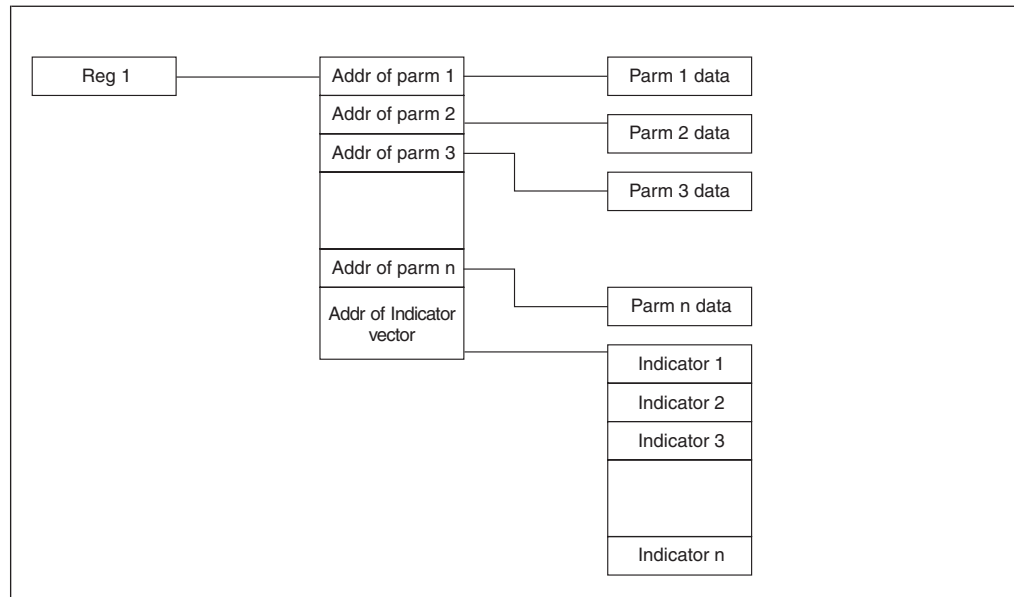 Reg 1
Addr of parm 1
Parm 1 data
Addr of parm 2
Parm 2 data
Addr of parm 3
Parm 3 data
Addr of parm n
Parm n data
Addr of Indicator
vector
Indicator 1
Indicator 2
Indicator 3
Indicator n